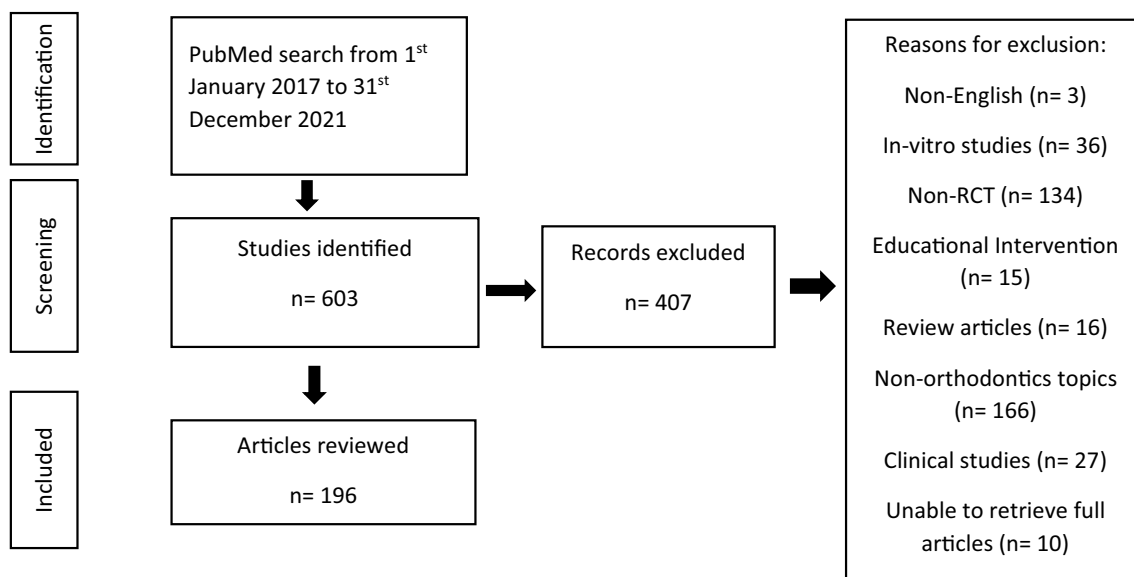 Identification
PubMed search from 1st
January 2017 to 31st
December 2021
Screening
Studies identified
n= 603
Records excluded
n= 407
Included
Articles reviewed
n= 196
Reasons for exclusion:
Non-English (n= 3)
In-vitro studies (n= 36)
Non-RCT (n= 134)
Educational Intervention
(n= 15)
Review articles (n= 16)
Non-orthodontics topics
(n= 166)
Clinical studies (n= 27)
Unable to retrieve full
articles (n= 10)